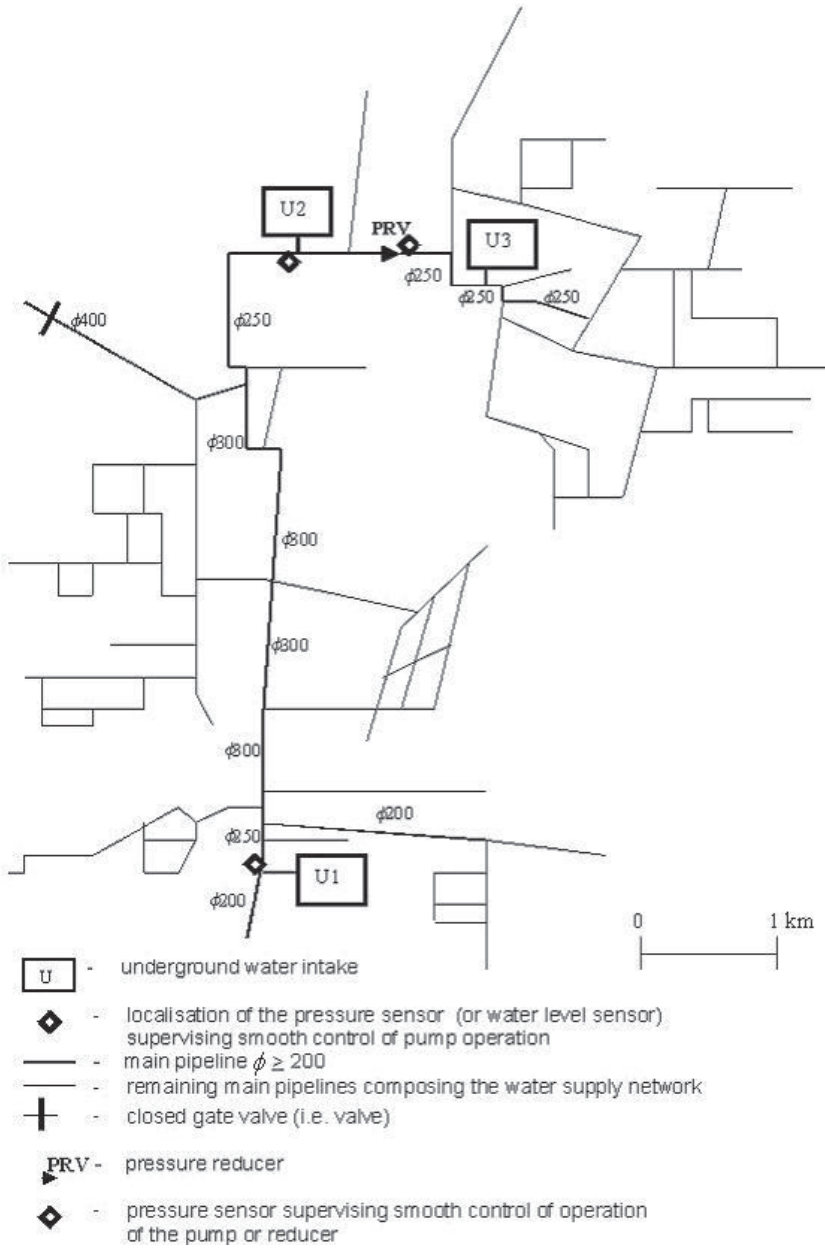 U2
PRV
U3
ϕ250
ϕ250
ϕ250
ϕ400
ϕ250
ϕ300
ϕ300
ϕ300
ϕ300
ϕ200
ϕ250
U1
ϕ200
0 1 km
U - underground water intake
- localisation of the pressure sensor (or water level sensor)
supervising smooth control of pump operation
- main pipeline ϕ ≥ 200
- remaining main pipelines composing the water supply network
- closed gate valve (i.e. valve)
PRV - pressure reducer
- pressure sensor supervising smooth control of operation
of the pump or reducer